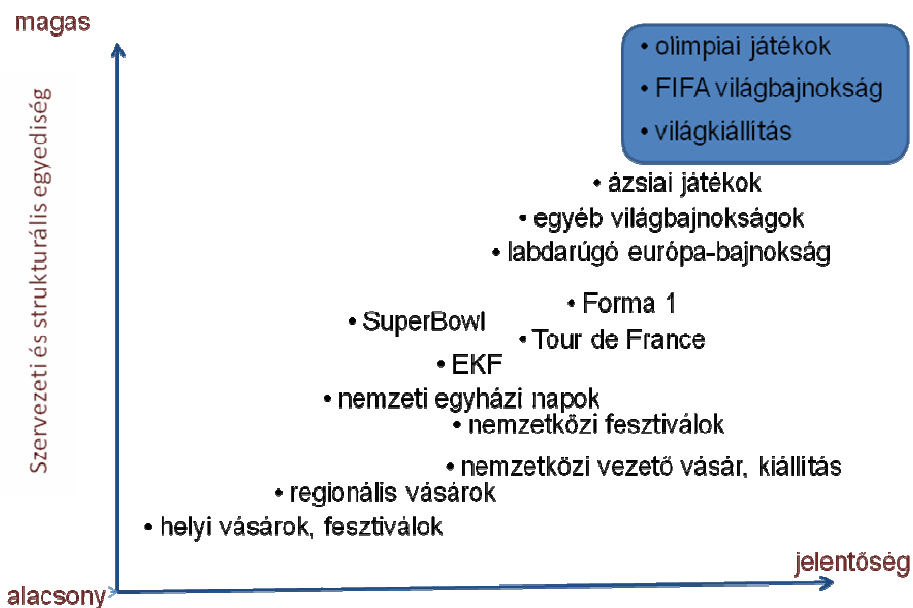 magas
• olimpiai játékok
• FIFA világbajnokság
• világkiállítás
Szervezeti és strukturális egyediség
• ázsiai játékok
• egyéb világbajnokságok
• labdarúgó európa-bajnokság
• Forma 1
• SuperBowl
• Tour de France
• EKF
• nemzeti egyházi napok
• nemzetközi fesztiválok
• nemzetközi vezető vásár, kiállítás
• regionális vásárok
• helyi vásárok, fesztiválok
jelentőség
alacsony